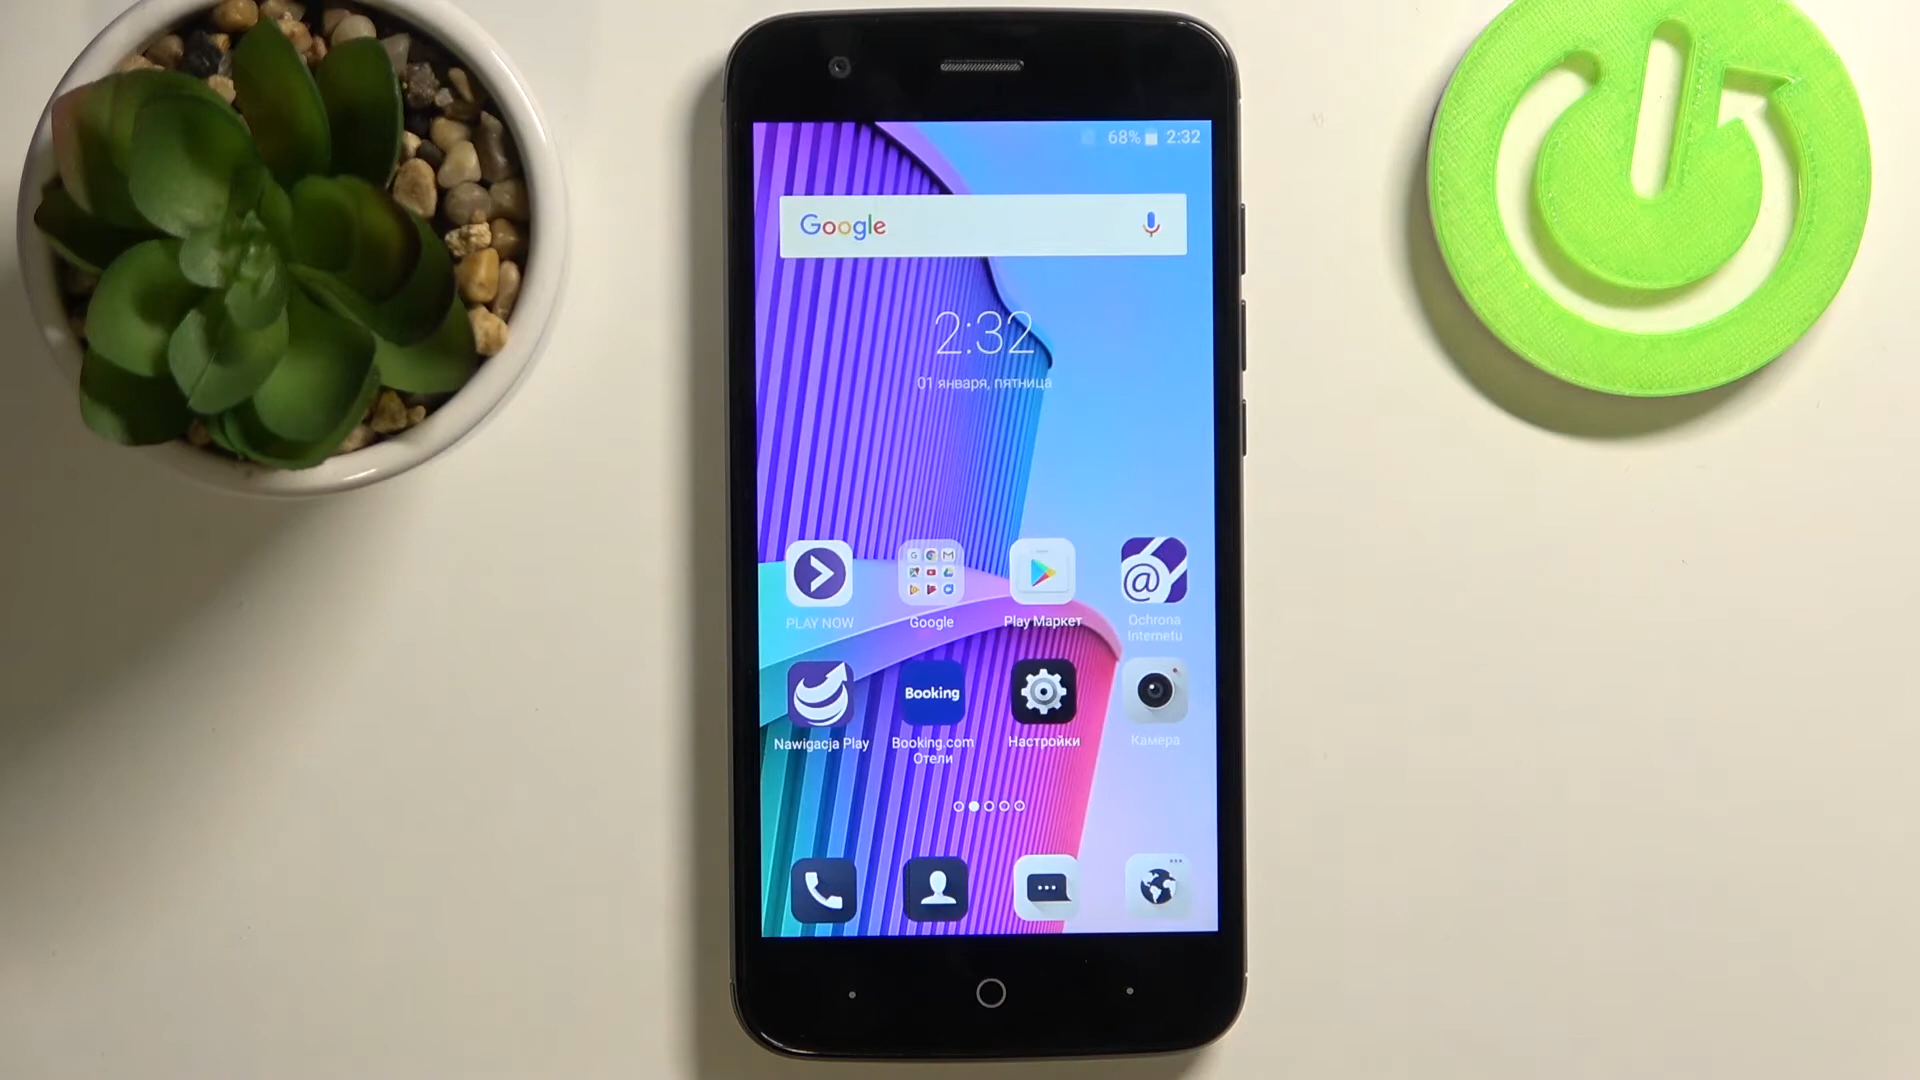 68% 2:32
Google
2:32
01 января, пятница
PLAY NOW
Google
Play Маркет
Ochrona
Internetu
Booking
Nawigacja Play
Booking.com
Отели
Настройки
Камера